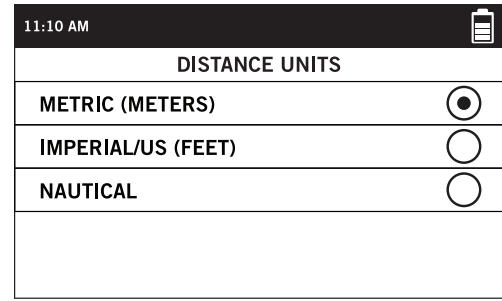 11:10 AM
DISTANCE UNITS
METRIC (METERS)
IMPERIAL/US (FEET)
NAUTICAL